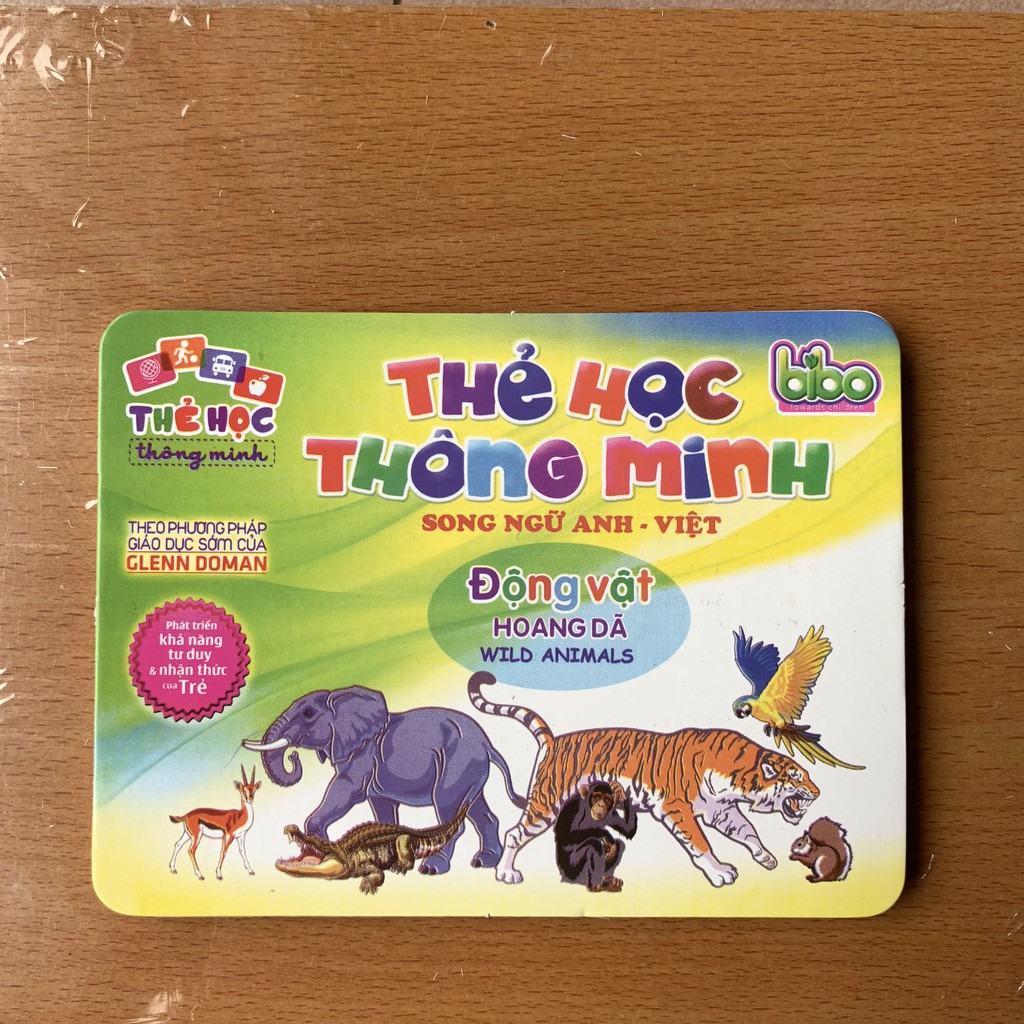 THẺ HỌC
thông minh
THẺ HỌC
THÔNG MINH
SONG NGỮ ANH - VIỆT
bibo
towards children
THEO PHƯƠNG PHÁP
GIÁO DỤC SỚM CỦA
GLENN DOMAN
Động vật
HOANG DÃ
WILD ANIMALS
Phát triển
khả năng
tư duy
& nhận thức
của Trẻ